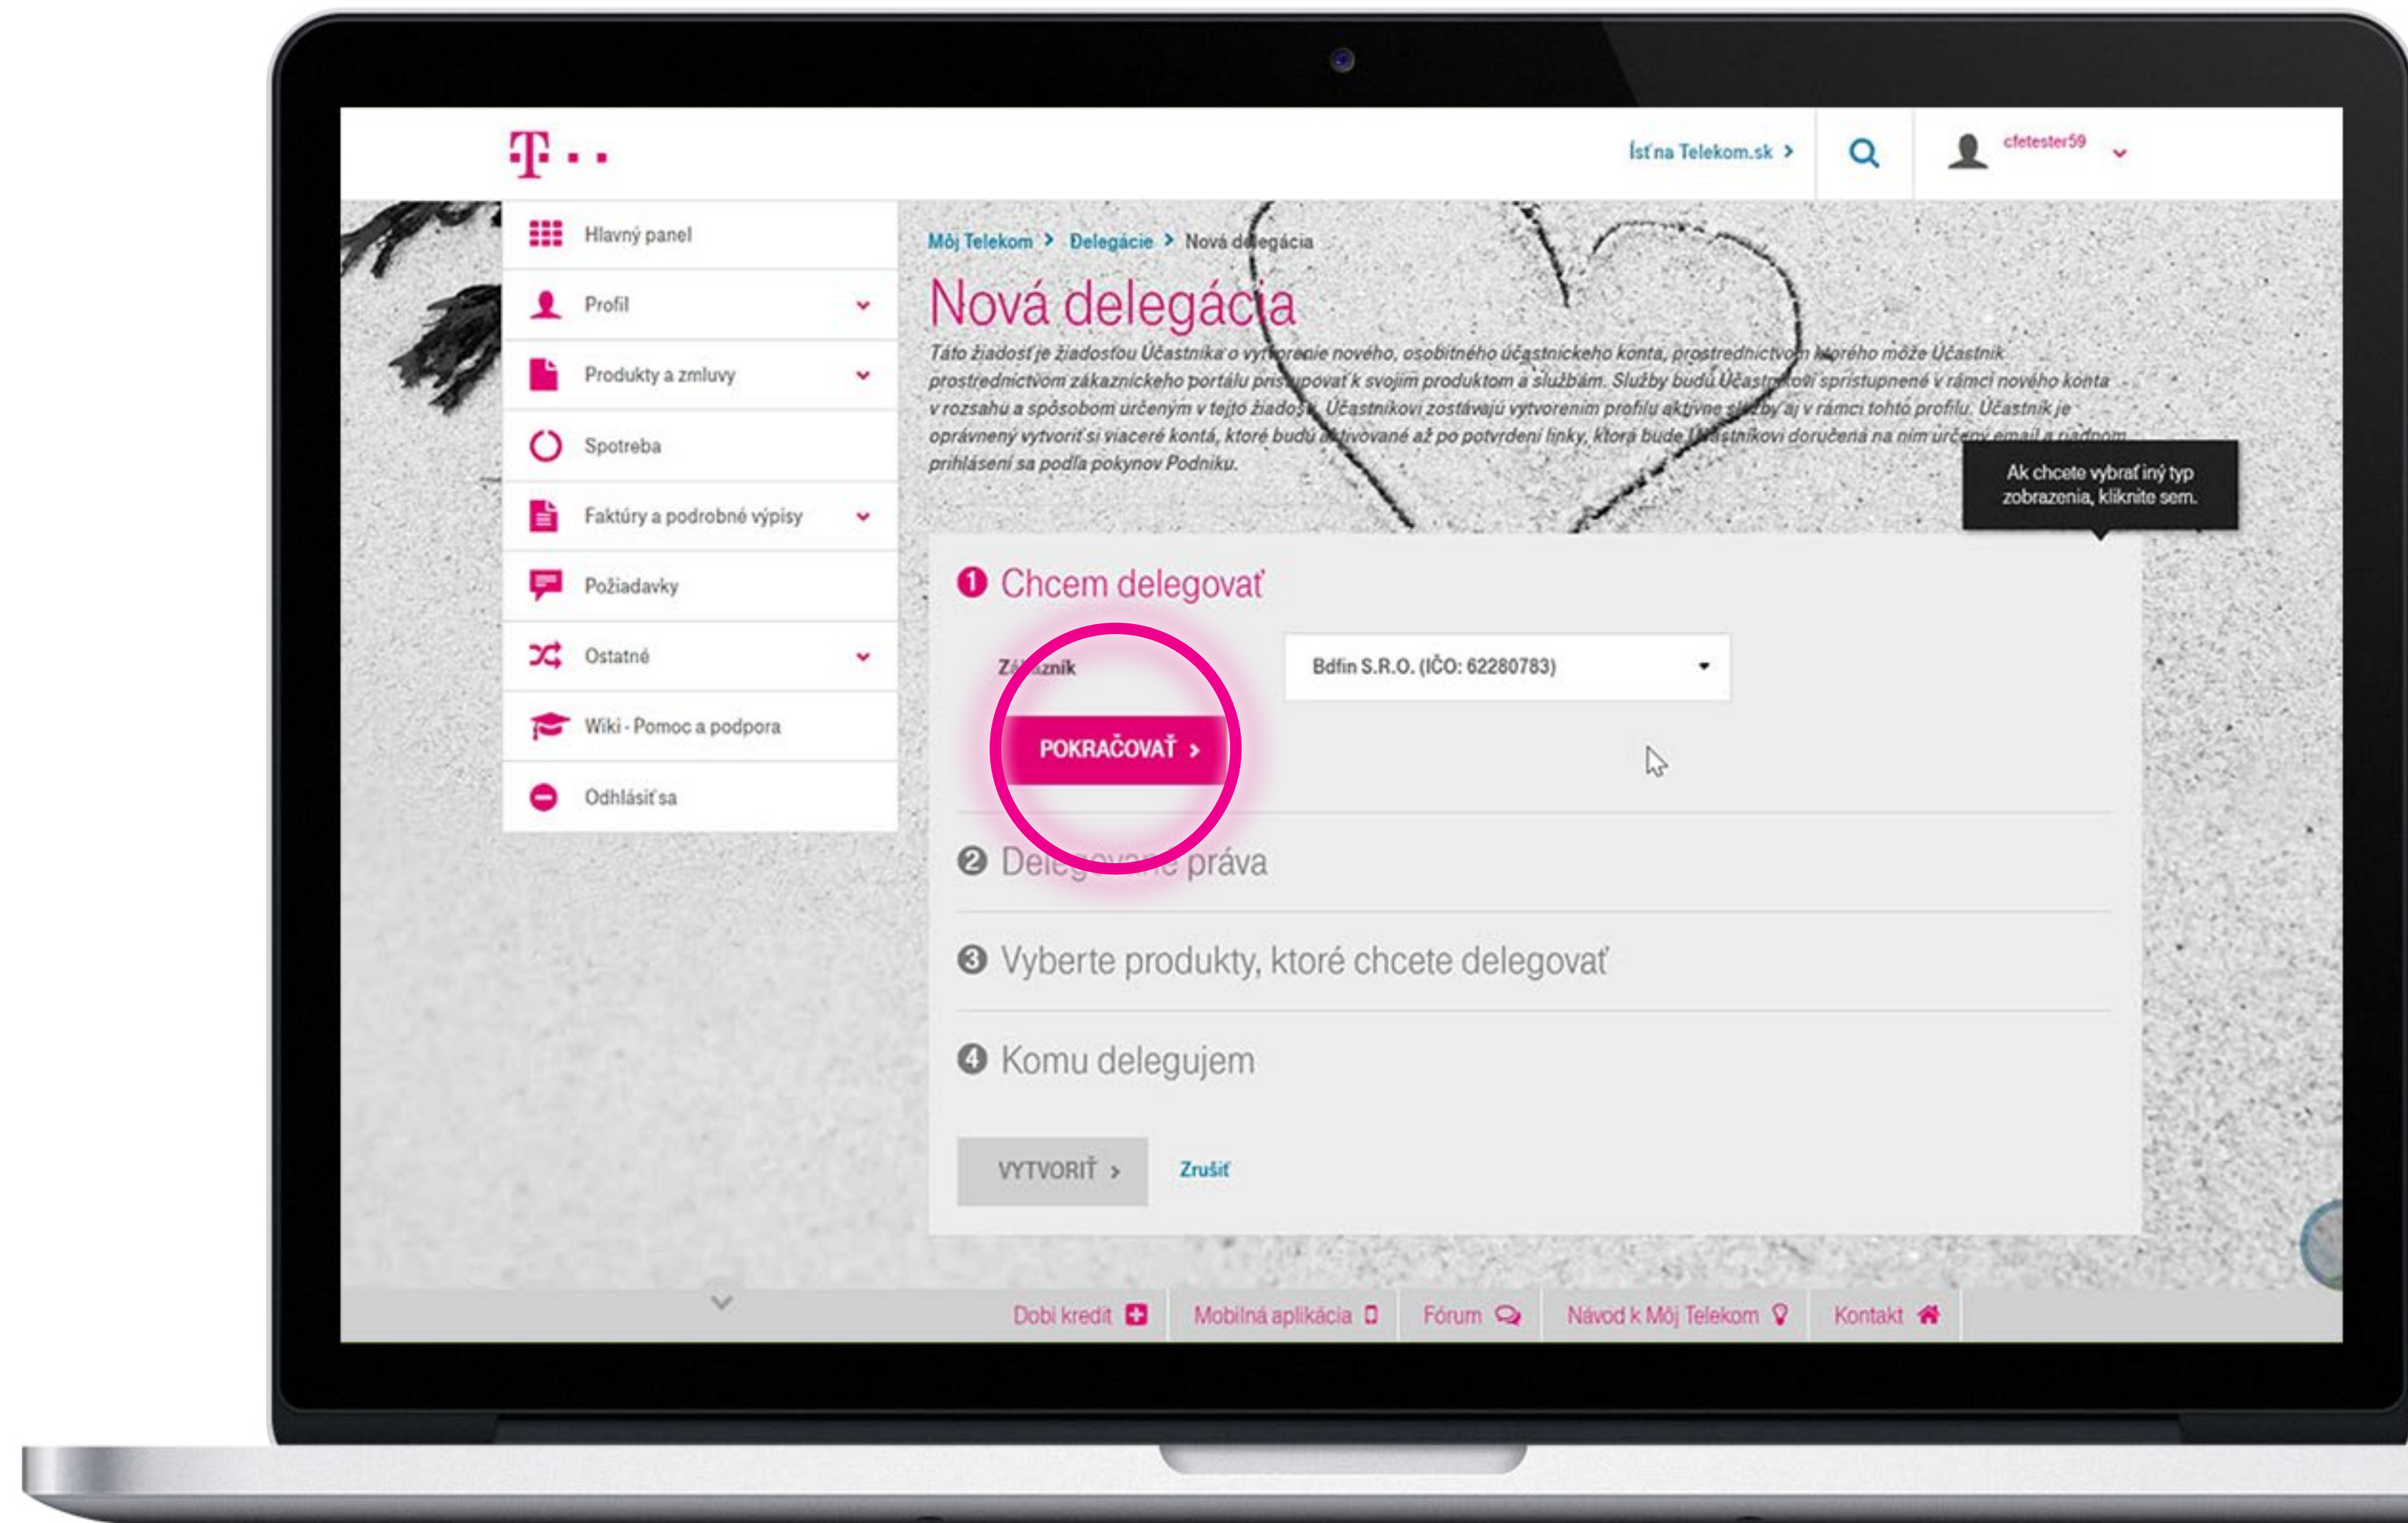 T
Ísť na Telekom.sk
cfetester59
Hlavný panel
Profil
Produkty a zmluvy
Spotreba
Faktúry a podrobné výpisy
Požiadavky
Ostatné
Wiki - Pomoc a podpora
Odhlásiť sa
Môj Telekom > Delegácie > Nová delegácia
Nová delegácia
Táto žiadosť je žiadosťou Účastníka o vytvorenie nového, osobitného účastníckeho konta, prostredníctvom ktorého môže Účastník
prostredníctvom zákazníckeho portálu pristupovať k svojim produktom a službám. Služby budú Účastníkovi sprístupnené v rámci nového konta
v rozsahu a spôsobom určeným v tejto žiadosti. Účastníkovi zostávajú vytvorením profilu aktívne služby aj v rámci tohto profilu. Účastník je
oprávnený vytvoriť si viaceré kontá, ktoré budú aktivované až po potvrdení linky, ktorá bude Účastníkovi doručená na ním určený email a riadnom
prihlásení sa podľa pokynov Podniku.
Ak chcete vybrať iný typ
zobrazenia, kliknite sem.
1 Chcem delegovať
Zákazník
Bdfin S.R.O. (IČO: 62280783)
POKRAČOVAŤ >
2 Delegované práva
3 Vyberte produkty, ktoré chcete delegovať
4 Komu delegujem
VYTVORIŤ > Zrušiť
Dobi kredit Mobilná aplikácia Fórum Návod k Môj Telekom Kontakt